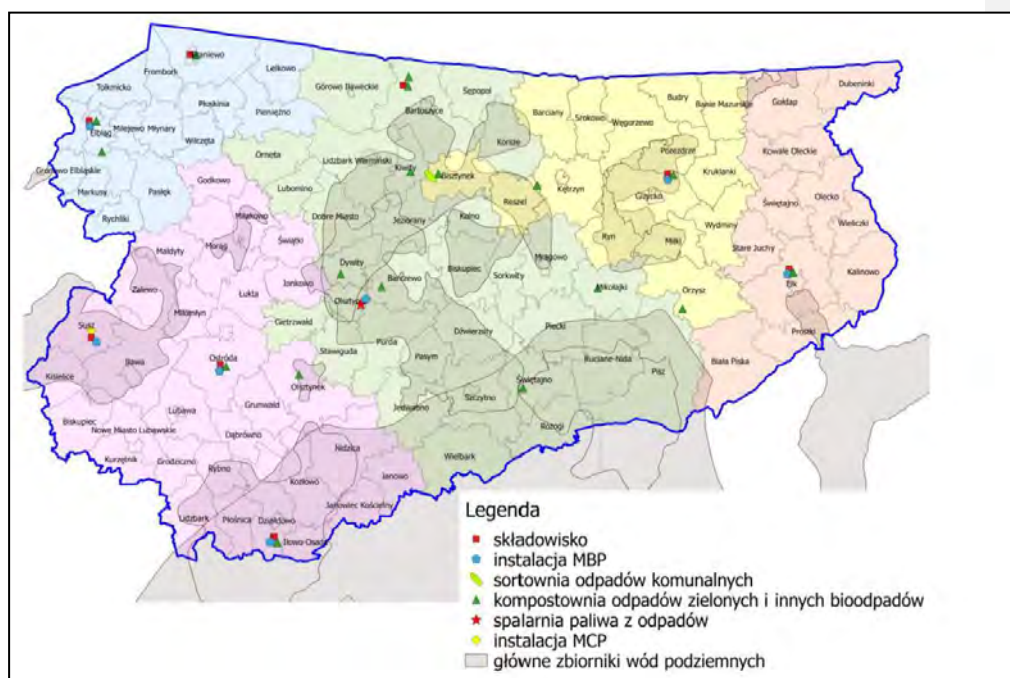 Braniewo
Lelkowo
Frombork
Tolkmicko
Płoskinia
Pieniężno
Elbląg
Milejewo
Młynary
Wilczęta
Gronowo Elbląskie
Markusy
Pasłęk
Rychliki
Godkowo
Górowo Iławeckie
Sępopol
Bartoszyce
Barciany
Srokowo
Budry
Węgorzewo
Banie Mazurskie
Gołdap
Dubeninki
Orneta
Lidzbark Warmiński
Kiwity
Bisztynek
Korsze
Reszel
Kętrzyn
Pozezdrze
Kruklanki
Giżycko
Kowale Oleckie
Lubomino
Dobre Miasto
Jeziorany
Kolno
Ryn
Miłki
Wydminy
Świętajno
Olecko
Wieliczki
Miłakowo
Morąg
Świątki
Małdyty
Zalewo
Łukta
Jonkowo
Dywity
Barczewo
Biskupiec
Mrągowo
Sorkwity
Mikołajki
Orzysz
Stare Juchy
Ełk
Kalinowo
Prostki
Miłomłyn
Olsztyn
Gietrzwałd
Stawiguda
Purda
Dźwierzuty
Piecki
Ruciane-Nida
Pisz
Biała Piska
Susz
Iława
Kisielice
Ostróda
Olsztynek
Pasym
Szczytno
Świętajno
Jedwabno
Rozogi
Wielbark
Biskupiec
Nowe Miasto Lubawskie
Lubawa
Grunwald
Dąbrówno
Kurzętnik
Grodziczno
Rybno
Nidzica
Kozłowo
Janowo
Janowiec Kościelny
Lidzbark
Płośnica
Działdowo
Iłowo-Osada
Legenda
składowisko
instalacja MBP
sortownia odpadów komunalnych
kompostownia odpadów zielonych i innych bioodpadów
spalarnia paliwa z odpadów
instalacja MCP
główne zbiorniki wód podziemnych